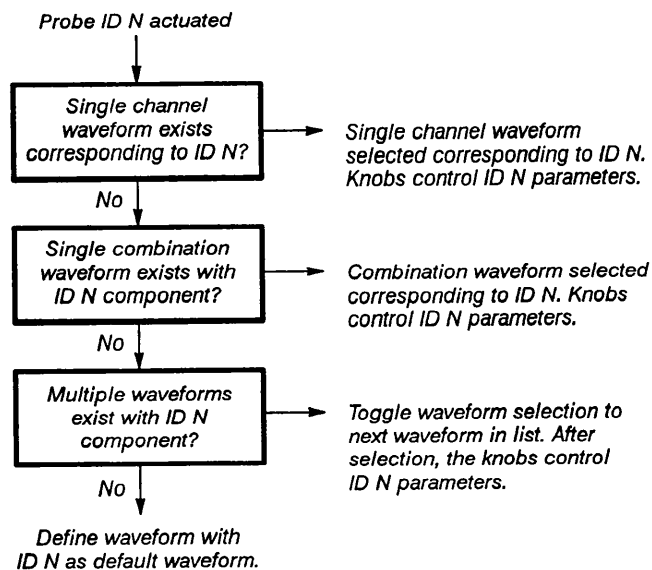 Probe ID N actuated
Single channel
waveform exists
corresponding to ID N?
Single channel waveform
selected corresponding to ID N.
Knobs control ID N parameters.
No
Single combination
waveform exists with
ID N component?
Combination waveform selected
corresponding to ID N. Knobs
control ID N parameters.
No
Multiple waveforms
exist with ID N
component?
Toggle waveform selection to
next waveform in list. After
selection, the knobs control
ID N parameters.
No
Define waveform with
ID N as default waveform.